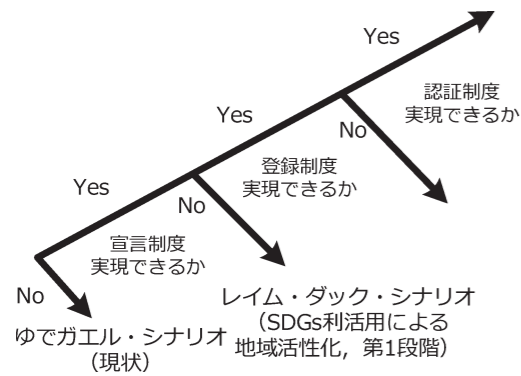 Yes
認証制度
実現できるか
Yes
No
登録制度
実現できるか
Yes
No
宣言制度
実現できるか
No
レイム・ダック・シナリオ
（SDGs利活用による
地域活性化，第1段階）
ゆでガエル・シナリオ
（現状）